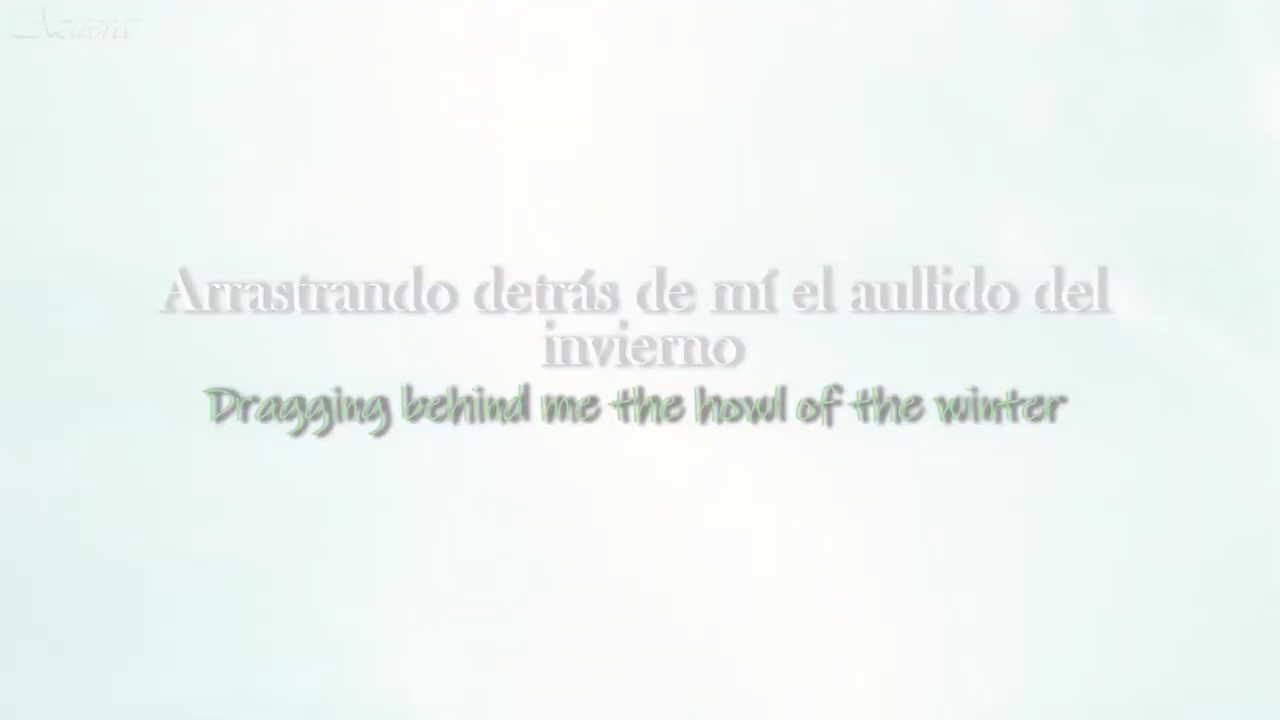 Arrastrando detrás de mí el aullido del
invierno
Dragging behind me the howl of the winter